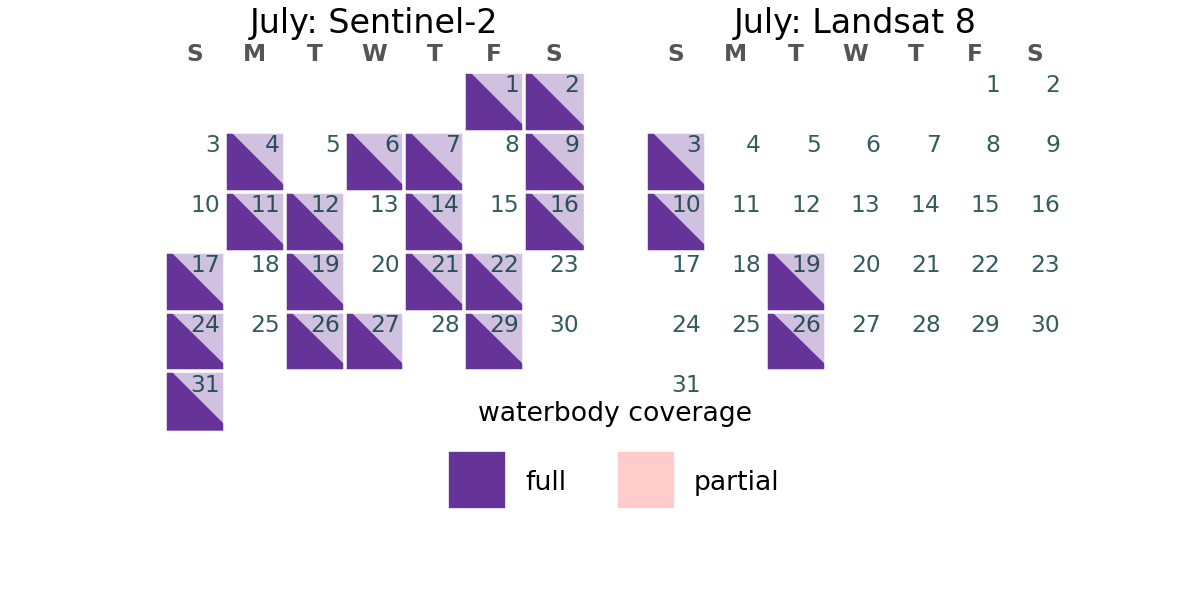 July: Sentinel-2
S M T W T F S
1 2
3 4 5 6 7 8 9
10 11 12 13 14 15 16
17 18 19 20 21 22 23
24 25 26 27 28 29 30
31
July: Landsat 8
S M T W T F S
1 2
3 4 5 6 7 8 9
10 11 12 13 14 15 16
17 18 19 20 21 22 23
24 25 26 27 28 29 30
31
waterbody coverage
full partial